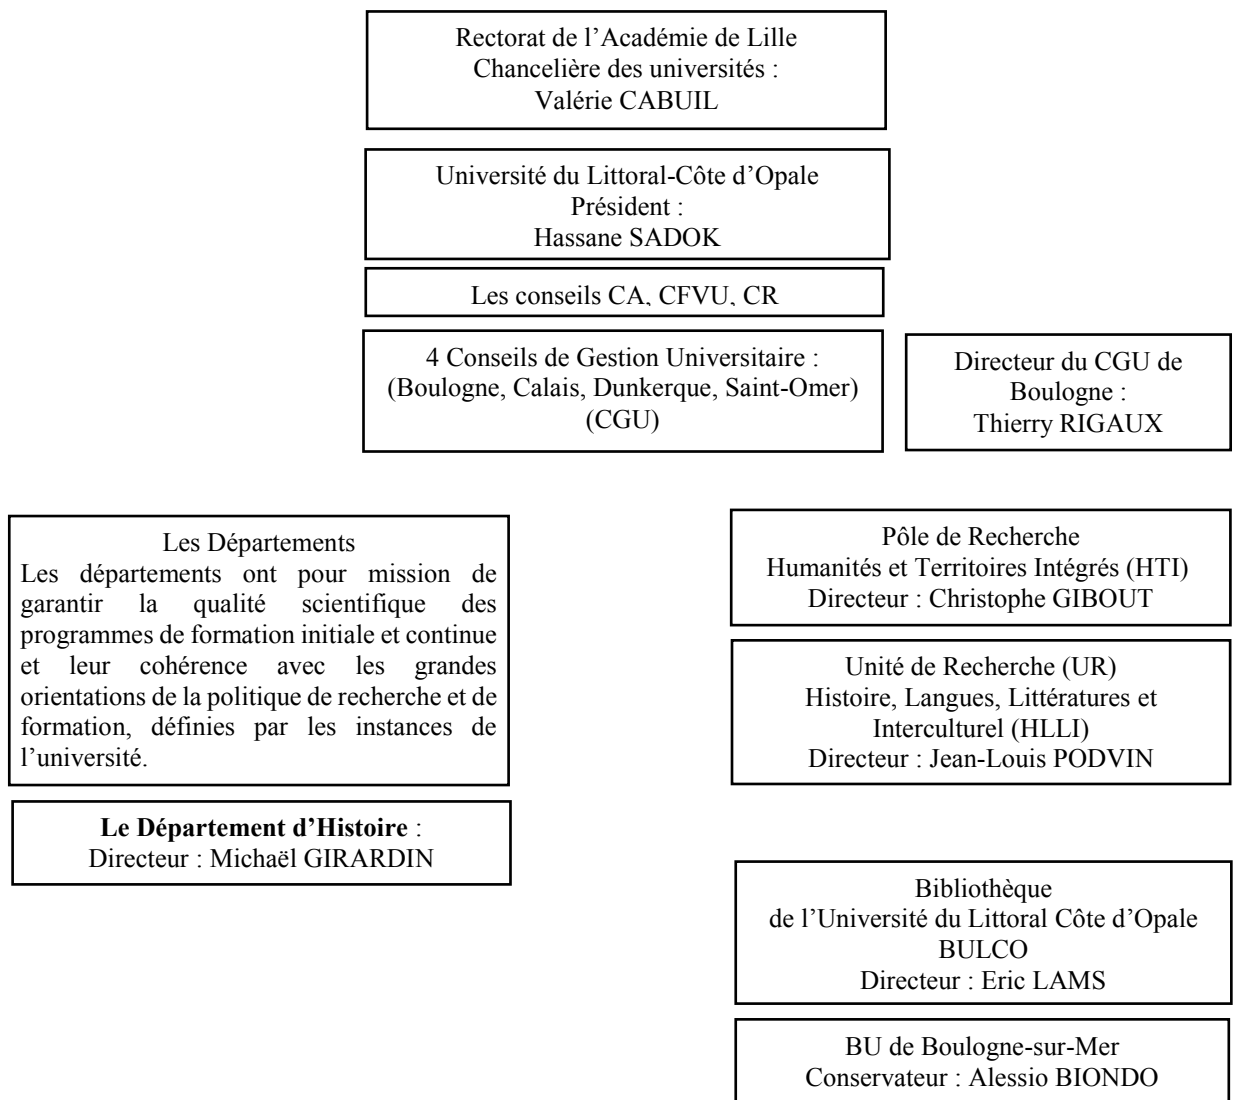 Rectorat de l’Académie de Lille
Chancelière des universités :
Valérie CABUIL
Université du Littoral-Côte d’Opale
Président :
Hassane SADOK
Les conseils CA, CFVU, CR
4 Conseils de Gestion Universitaire :
(Boulogne, Calais, Dunkerque, Saint-Omer)
(CGU)
Directeur du CGU de
Boulogne :
Thierry RIGAUX
Les Départements
Les départements ont pour mission de
garantir la qualité scientifique des
programmes de formation initiale et continue
et leur cohérence avec les grandes
orientations de la politique de recherche et de
formation, définies par les instances de
l’université.
Le Département d’Histoire :
Directeur : Michaël GIRARDIN
Pôle de Recherche
Humanités et Territoires Intégrés (HTI)
Directeur : Christophe GIBOUT
Unité de Recherche (UR)
Histoire, Langues, Littératures et
Interculturel (HLLI)
Directeur : Jean-Louis PODVIN
Bibliothèque
de l’Université du Littoral Côte d’Opale
BULCO
Directeur : Eric LAMS
BU de Boulogne-sur-Mer
Conservateur : Alessio BIONDO